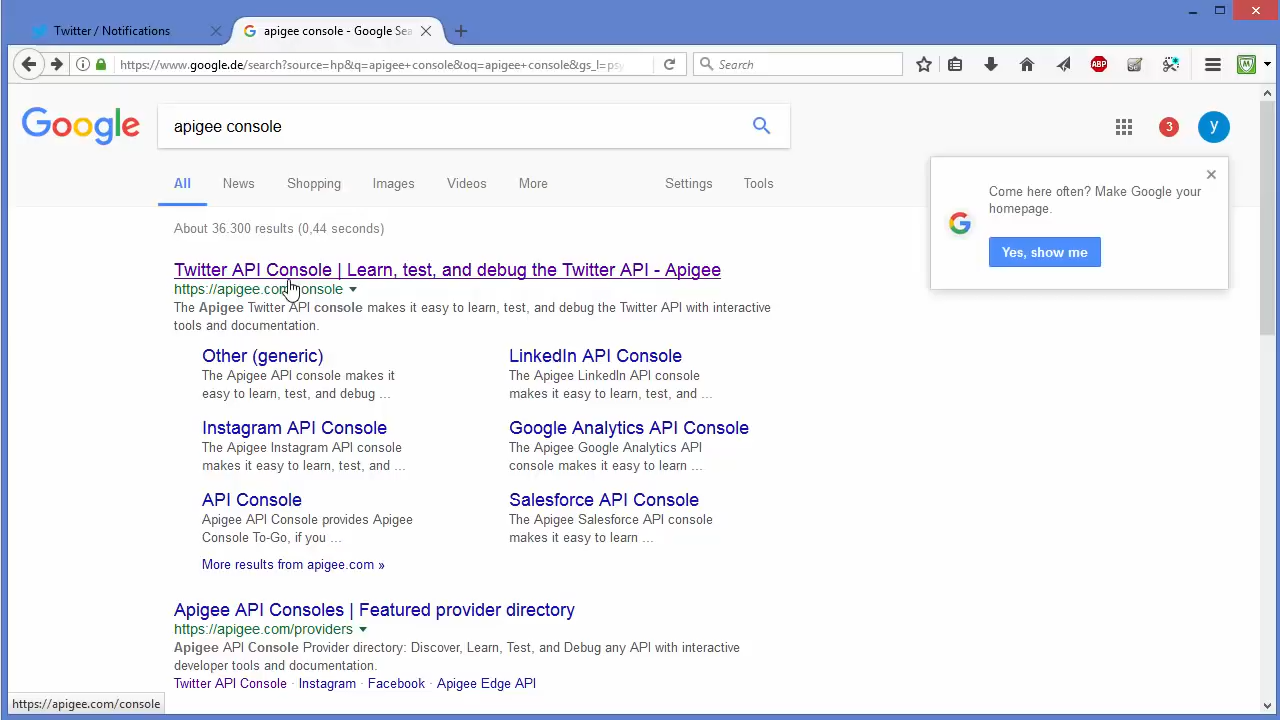 Twitter / Notifications
apigee console - Google Sea
https://www.google.de/search?source=hp&q=apigee+console&oq=apigee+console&gs_l=psy
Search
ABP
Google
apigee console
3
y
All
News
Shopping
Images
Videos
More
Settings
Tools
Come here often? Make Google your
homepage.
Yes, show me
About 36.300 results (0,44 seconds)
Twitter API Console | Learn, test, and debug the Twitter API - Apigee
https://apigee.com/console
The Apigee Twitter API console makes it easy to learn, test, and debug the Twitter API with interactive
tools and documentation.
Other (generic)
The Apigee API console makes it
easy to learn, test, and debug ...
LinkedIn API Console
The Apigee LinkedIn API console
makes it easy to learn, test, and ...
Instagram API Console
The Apigee Instagram API console
makes it easy to learn, test, and ...
Google Analytics API Console
The Apigee Google Analytics API
console makes it easy to learn ...
API Console
Apigee API Console provides Apigee
Console To-Go, if you ...
Salesforce API Console
The Apigee Salesforce API console
makes it easy to learn ...
More results from apigee.com »
Apigee API Consoles | Featured provider directory
https://apigee.com/providers
Apigee API Console Provider directory: Discover, Learn, Test, and Debug any API with interactive
developer tools and documentation.
Twitter API Console · Instagram · Facebook · Apigee Edge API
https://apigee.com/console